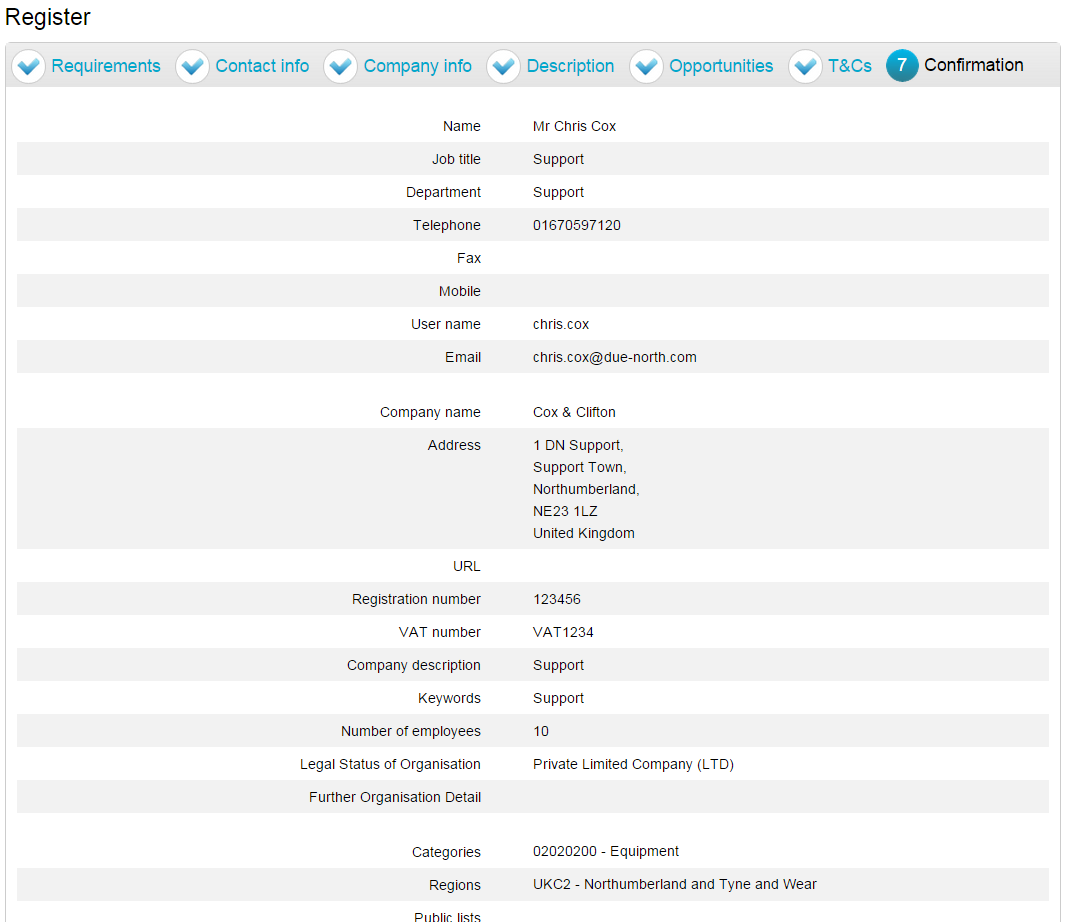 Register
Requirements Contact info Company info Description Opportunities T&Cs 7 Confirmation
Name Mr Chris Cox
Job title Support
Department Support
Telephone 01670597120
Fax
Mobile
User name chris.cox
Email chris.cox@due-north.com
Company name Cox & Clifton
Address 1 DN Support,
Support Town,
Northumberland,
NE23 1LZ
United Kingdom
URL
Registration number 123456
VAT number VAT1234
Company description Support
Keywords Support
Number of employees 10
Legal Status of Organisation Private Limited Company (LTD)
Further Organisation Detail
Categories 02020200 - Equipment
Regions UKC2 - Northumberland and Tyne and Wear
Public lists